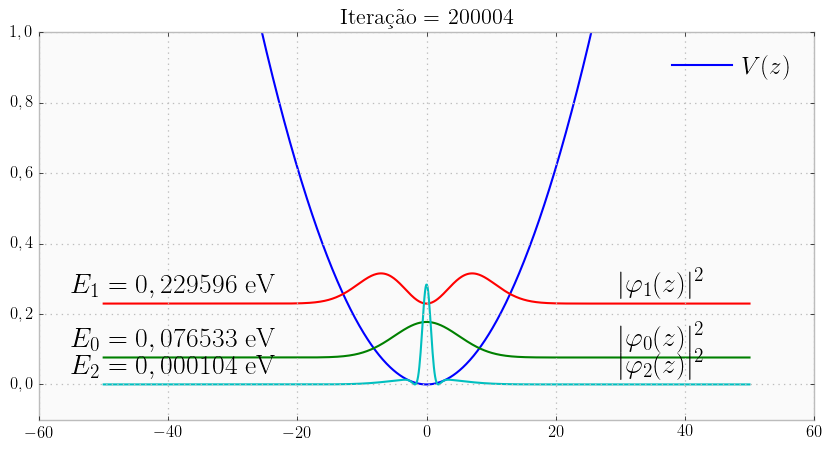 Iteração = 200004
1,0
0,8
0,6
0,4
0,2
0,0
V(z)
E₁ = 0,229596 eV
|φ₁(z)|²
E₀ = 0,076533 eV
|φ₀(z)|²
E₂ = 0,000104 eV
|φ₂(z)|²
−60 −40 −20 0 20 40 60